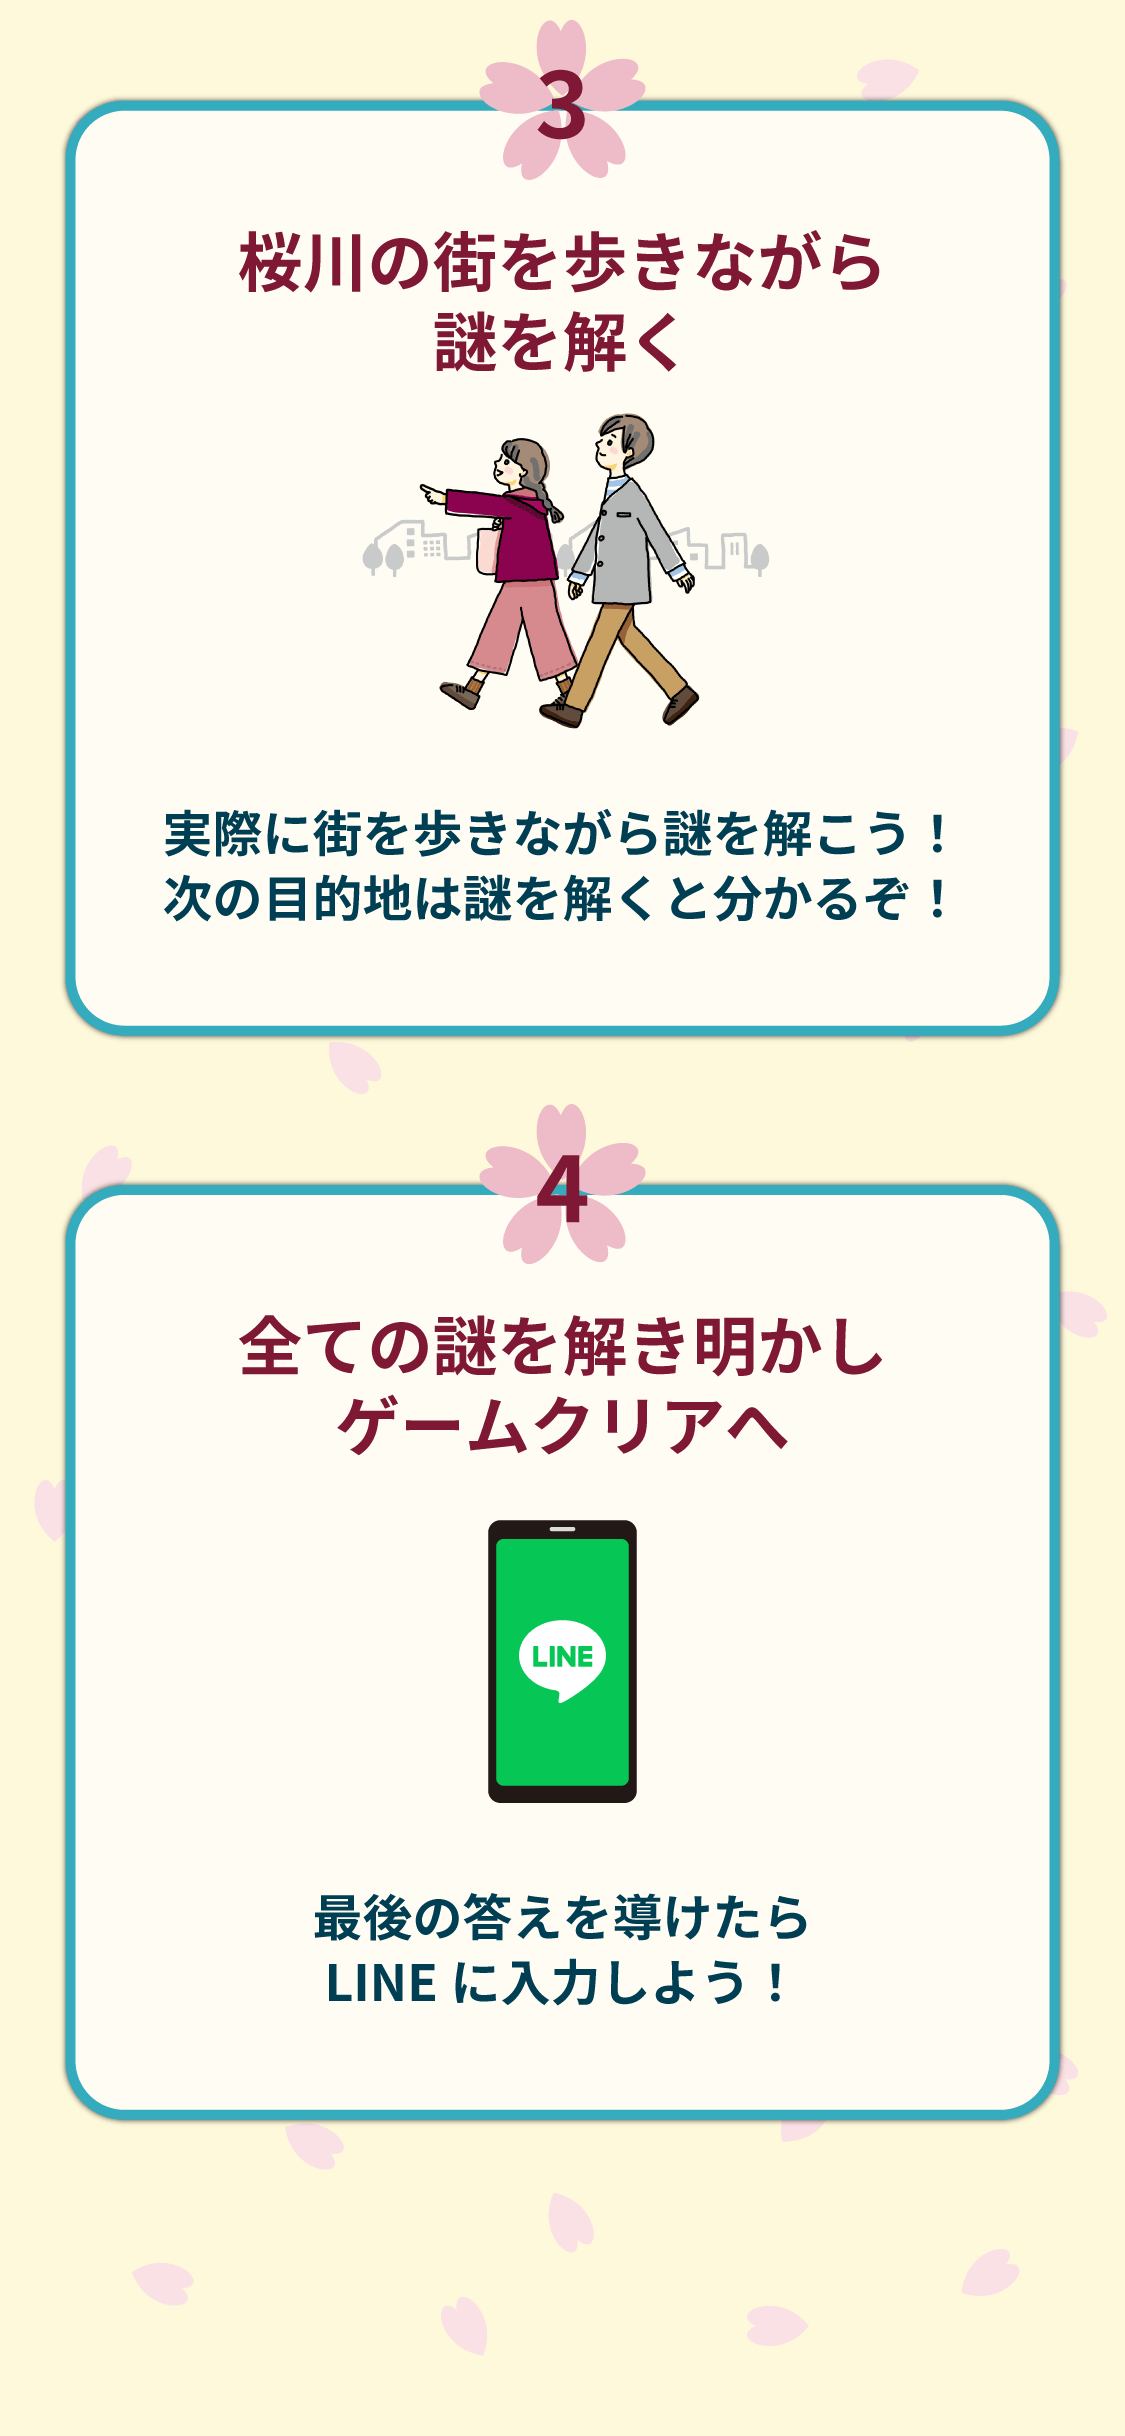 3
桜川の街を歩きながら
謎を解く
実際に街を歩きながら謎を解こう！
次の目的地は謎を解くと分かるぞ！
4
全ての謎を解き明かし
ゲームクリアへ
LINE
最後の答えを導けたら
LINE に入力しよう！